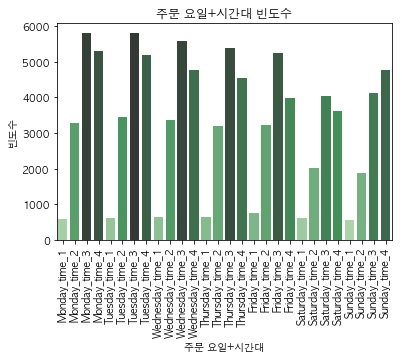 주문 요일+시간대 빈도수
빈도수
6000
5000
4000
3000
2000
1000
0
Monday_time_1
Monday_time_2
Monday_time_3
Monday_time_4
Tuesday_time_1
Tuesday_time_2
Tuesday_time_3
Tuesday_time_4
Wednesday_time_1
Wednesday_time_2
Wednesday_time_3
Wednesday_time_4
Thursday_time_1
Thursday_time_2
Thursday_time_3
Thursday_time_4
Friday_time_1
Friday_time_2
Friday_time_3
Friday_time_4
Saturday_time_1
Saturday_time_2
Saturday_time_3
Saturday_time_4
Sunday_time_1
Sunday_time_2
Sunday_time_3
Sunday_time_4
주문 요일+시간대